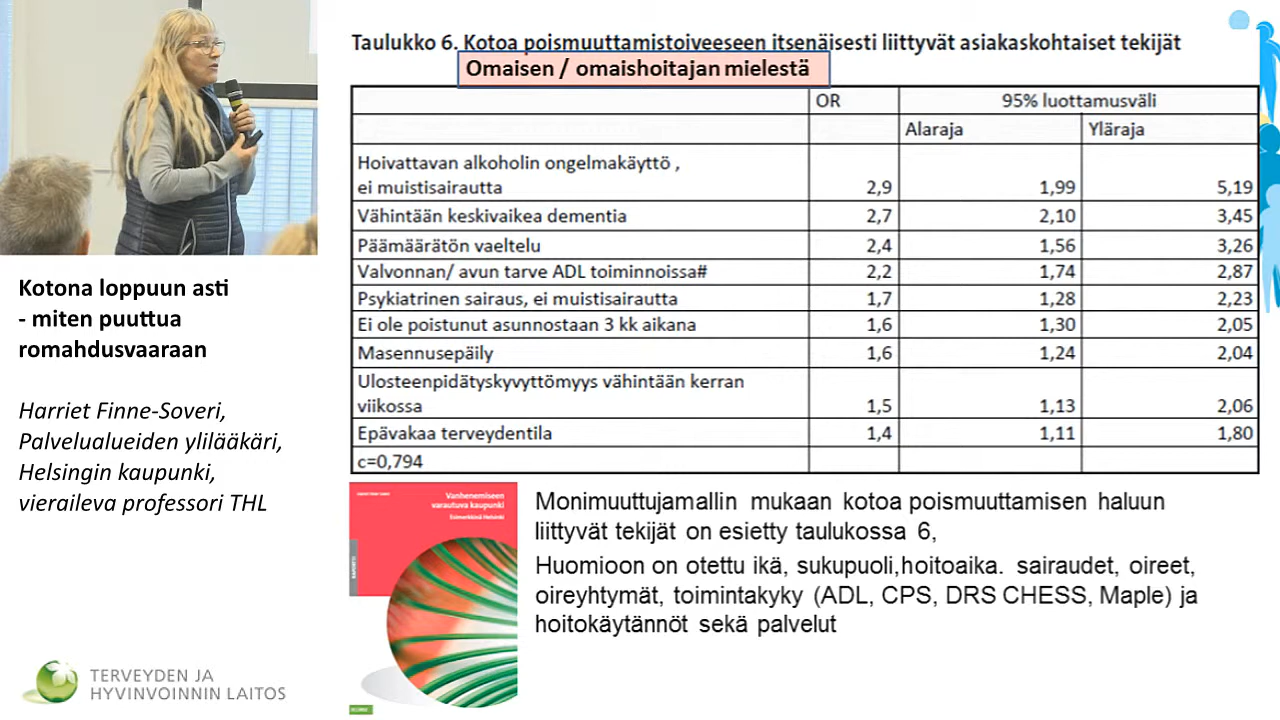 Taulukko 6. Kotoa poismuuttamistoiveeseen itsenäisesti liittyvät asiakaskohtaiset tekijät
Omaisen / omaishoitajan mielestä
OR 95% luottamusväli
Alaraja Yläraja
Hoivattavan alkoholin ongelmakäyttö ,
ei muistisairautta 2,9 1,99 5,19
Vähintään keskivaikea dementia 2,7 2,10 3,45
Päämäärätön vaeltelu 2,4 1,56 3,26
Valvonnan/ avun tarve ADL toiminnoissa# 2,2 1,74 2,87
Psykiatrinen sairaus, ei muistisairautta 1,7 1,28 2,23
Ei ole poistunut asunnostaan 3 kk aikana 1,6 1,30 2,05
Masennusepäily 1,6 1,24 2,04
Ulosteenpidätyskyvyttömyys vähintään kerran
viikossa 1,5 1,13 2,06
Epävakaa terveydentila 1,4 1,11 1,80
c=0,794
Kotona loppuun asti
- miten puuttua
romahdusvaaraan
Harriet Finne-Soveri,
Palvelualueiden ylilääkäri,
Helsingin kaupunki,
vieraileva professori THL
Vanhenemiseen
varautuva kaupunki
Esimerkkinä Helsinki
RAPORTTI
Monimuuttujamallin mukaan kotoa poismuuttamisen haluun
liittyvät tekijät on esietty taulukossa 6,
Huomioon on otettu ikä, sukupuoli,hoitoaika. sairaudet, oireet,
oireyhtymät, toimintakyky (ADL, CPS, DRS CHESS, Maple) ja
hoitokäytännöt sekä palvelut
TERVEYDEN JA
HYVINVOINNIN LAITOS